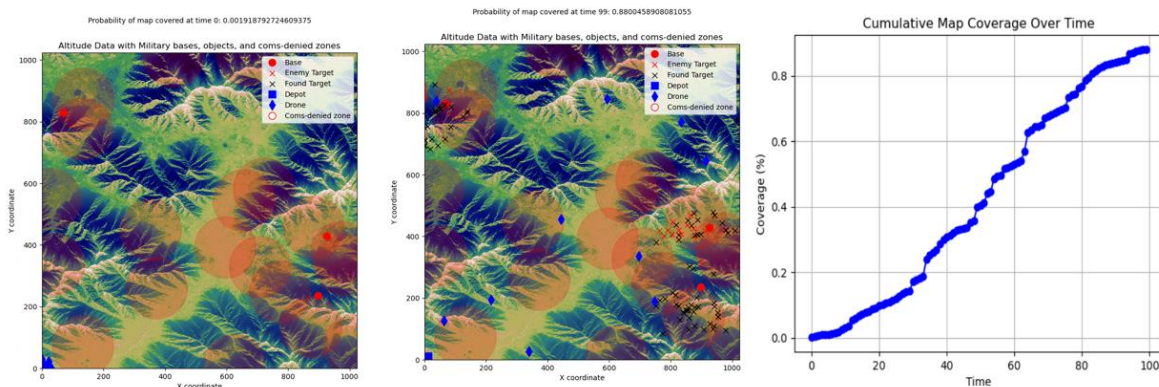 Probability of map covered at time 0: 0.001918792724609375
Altitude Data with Military bases, objects, and coms-denied zones
Base
Enemy Target
Found Target
Depot
Drone
Coms-denied zone
1000
800
600
400
200
0
Y coordinate
0 200 400 600 800 1000
X coordinate
Probability of map covered at time 99: 0.8800458908081055
Altitude Data with Military bases, objects, and coms-denied zones
Base
Enemy Target
Found Target
Depot
Drone
Coms-denied zone
1000
800
600
400
200
0
Y coordinate
0 200 400 600 800 1000
X coordinate
Cumulative Map Coverage Over Time
0.8
0.6
0.4
0.2
0.0
Coverage (%)
0 20 40 60 80 100
Time